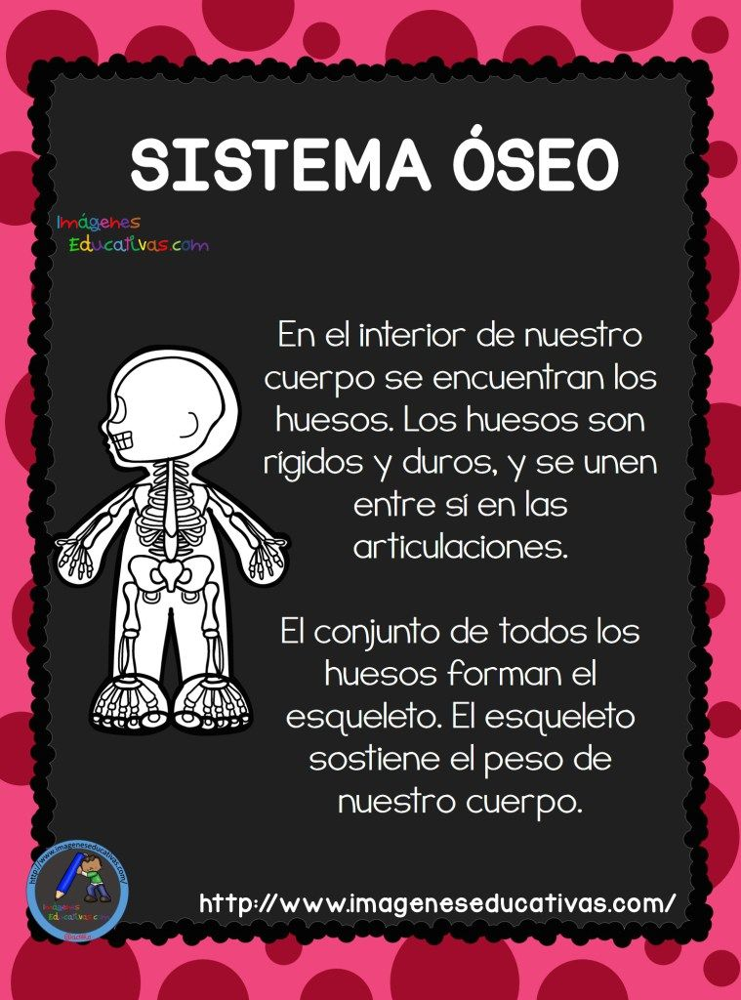 SISTEMA ÓSEO
Imágenes
Educativas.com
En el interior de nuestro
cuerpo se encuentran los
huesos. Los huesos son
rígidos y duros, y se unen
entre sí en las
articulaciones.
El conjunto de todos los
huesos forman el
esqueleto. El esqueleto
sostiene el peso de
nuestro cuerpo.
http://www.imageneseducativas.com/
Imágenes
Educativas.com
http://www.imageneseducativas.com/